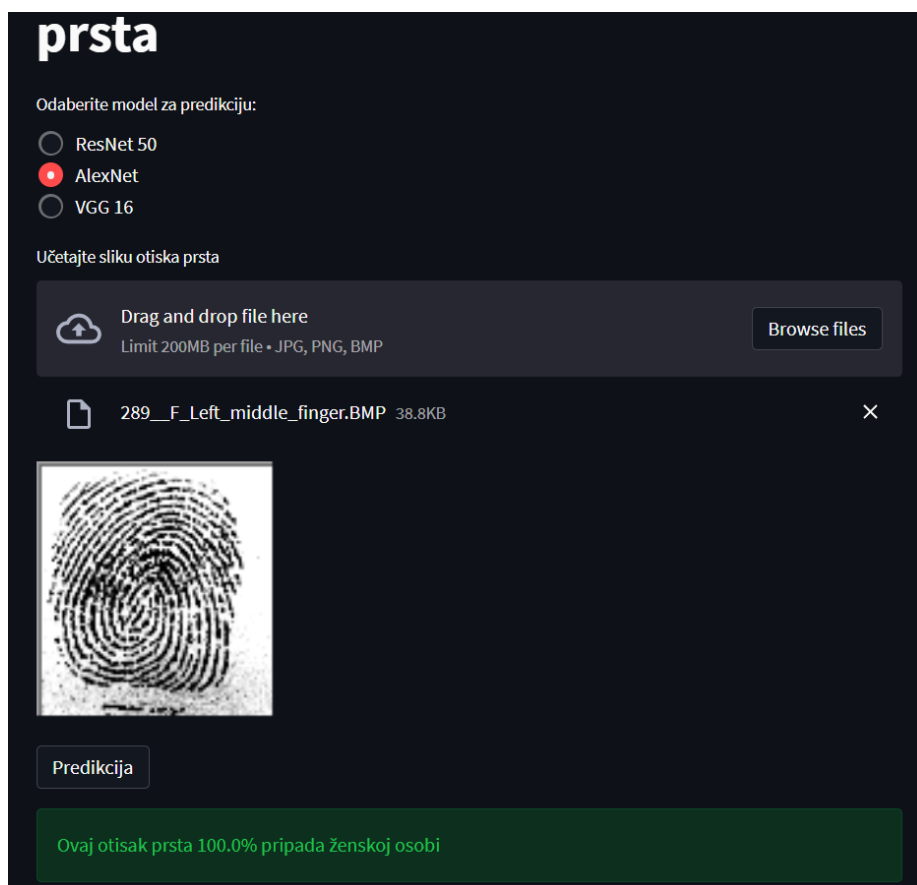 prsta
Odaberite model za predikciju:
ResNet 50
AlexNet
VGG 16
Učetajte sliku otiska prsta
Drag and drop file here
Limit 200MB per file • JPG, PNG, BMP
Browse files
289__F_Left_middle_finger.BMP 38.8KB
Predikcija
Ovaj otisak prsta 100.0% pripada ženskoj osobi